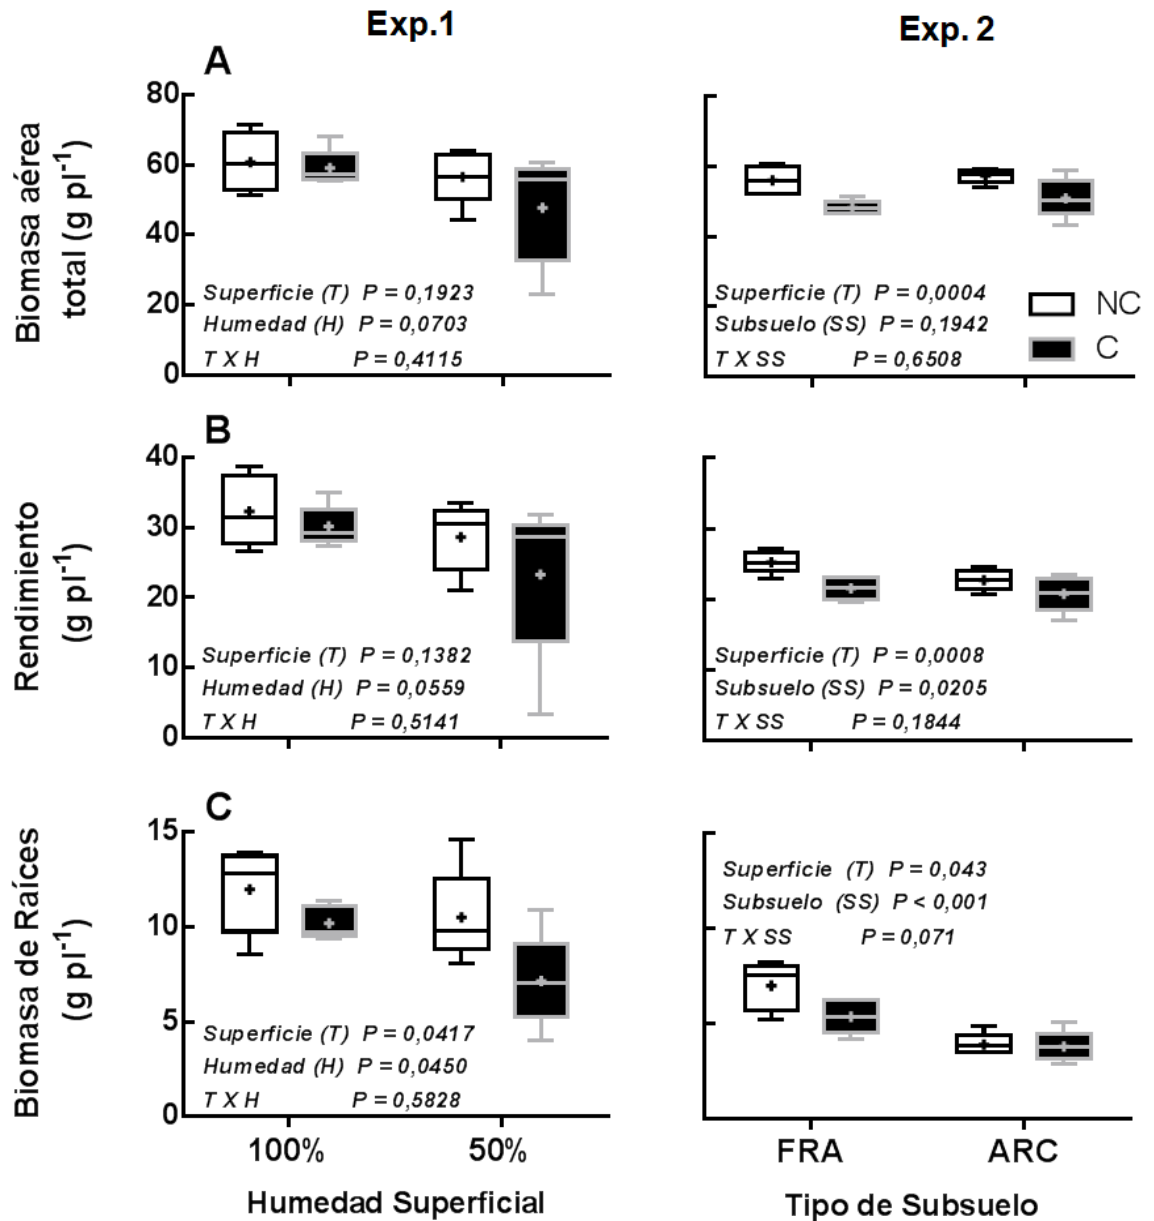 Exp.1
Exp. 2
A
Biomasa aérea
total (g pl-1)
80
60
40
20
0
Superficie (T) P = 0,1923
Humedad (H) P = 0,0703
T X H P = 0,4115
Superficie (T) P = 0,0004
Subsuelo (SS) P = 0,1942
T X SS P = 0,6508
NC
C
B
Rendimiento
(g pl-1)
40
30
20
10
0
Superficie (T) P = 0,1382
Humedad (H) P = 0,0559
T X H P = 0,5141
Superficie (T) P = 0,0008
Subsuelo (SS) P = 0,0205
T X SS P = 0,1844
C
Biomasa de Raíces
(g pl-1)
15
10
5
0
Superficie (T) P = 0,0417
Humedad (H) P = 0,0450
T X H P = 0,5828
Superficie (T) P = 0,043
Subsuelo (SS) P < 0,001
T X SS P = 0,071
100%
50%
FRA
ARC
Humedad Superficial
Tipo de Subsuelo